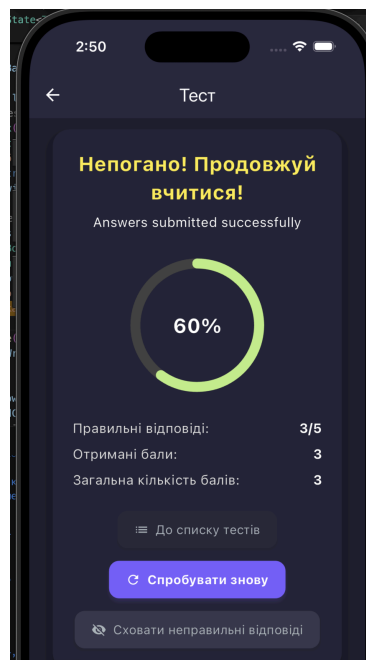 2:50
Тест
Непогано! Продовжуй
вчитися!
Answers submitted successfully
60%
Правильні відповіді: 3/5
Отримані бали: 3
Загальна кількість балів: 3
До списку тестів
Спробувати знову
Сховати неправильні відповіді